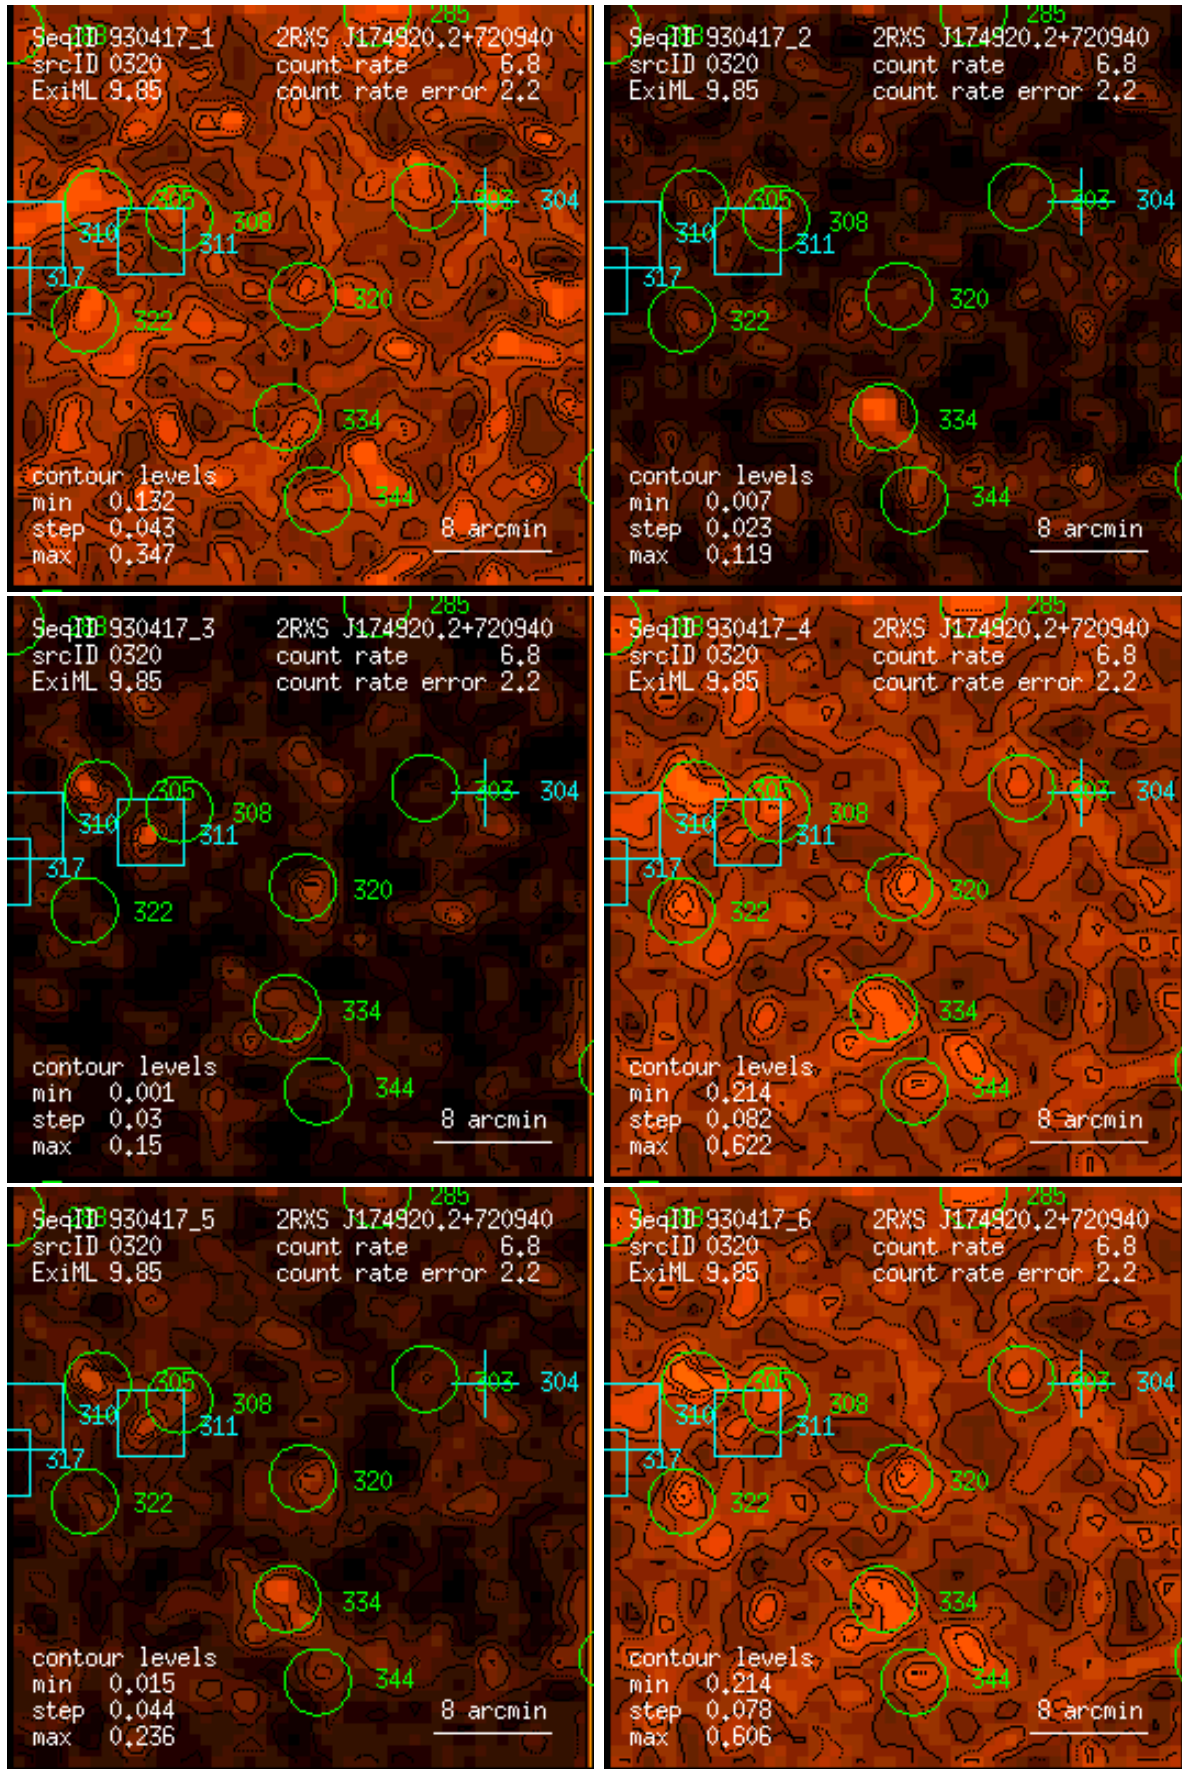 285
SeqID 930417_1 2RXS J174920.2+720940
srcID 0320 count rate 6.8
ExiML 9.85 count rate error 2.2
305 303 304
308
310 311
317
322 320
334
344
contour levels
min 0.132
step 0.043
max 0.347
8 arcmin
285
SeqID 930417_2 2RXS J174920.2+720940
srcID 0320 count rate 6.8
ExiML 9.85 count rate error 2.2
305 303 304
308
310 311
317
322 320
334
344
contour levels
min 0.007
step 0.023
max 0.119
8 arcmin
285
SeqID 930417_3 2RXS J174920.2+720940
srcID 0320 count rate 6.8
ExiML 9.85 count rate error 2.2
305 303 304
308
310 311
317
322 320
334
344
contour levels
min 0.001
step 0.03
max 0.15
8 arcmin
285
SeqID 930417_4 2RXS J174920.2+720940
srcID 0320 count rate 6.8
ExiML 9.85 count rate error 2.2
305 303 304
308
310 311
317
322 320
334
344
contour levels
min 0.214
step 0.082
max 0.622
8 arcmin
285
SeqID 930417_5 2RXS J174920.2+720940
srcID 0320 count rate 6.8
ExiML 9.85 count rate error 2.2
305 303 304
308
310 311
317
322 320
334
344
contour levels
min 0.015
step 0.044
max 0.236
8 arcmin
285
SeqID 930417_6 2RXS J174920.2+720940
srcID 0320 count rate 6.8
ExiML 9.85 count rate error 2.2
305 303 304
308
310 311
317
322 320
334
344
contour levels
min 0.214
step 0.078
max 0.606
8 arcmin